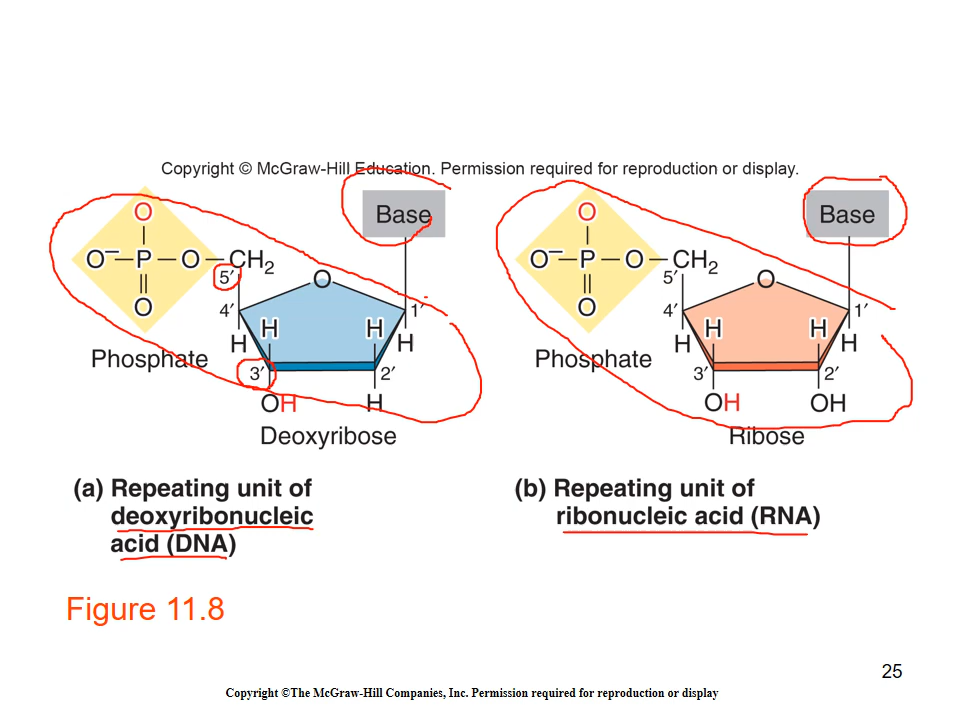 Copyright © McGraw-Hill Education. Permission required for reproduction or display.
O
O⁻ — P — O — CH₂
O
5′
Base
O
4′
1′
H
H
H
H
3′
2′
OH
H
Phosphate
Deoxyribose
O
O⁻ — P — O — CH₂
O
5′
Base
O
4′
1′
H
H
H
H
3′
2′
OH
OH
Phosphate
Ribose
(a) Repeating unit of
deoxyribonucleic
acid (DNA)
(b) Repeating unit of
ribonucleic acid (RNA)
Figure 11.8
25
Copyright ©The McGraw-Hill Companies, Inc. Permission required for reproduction or display